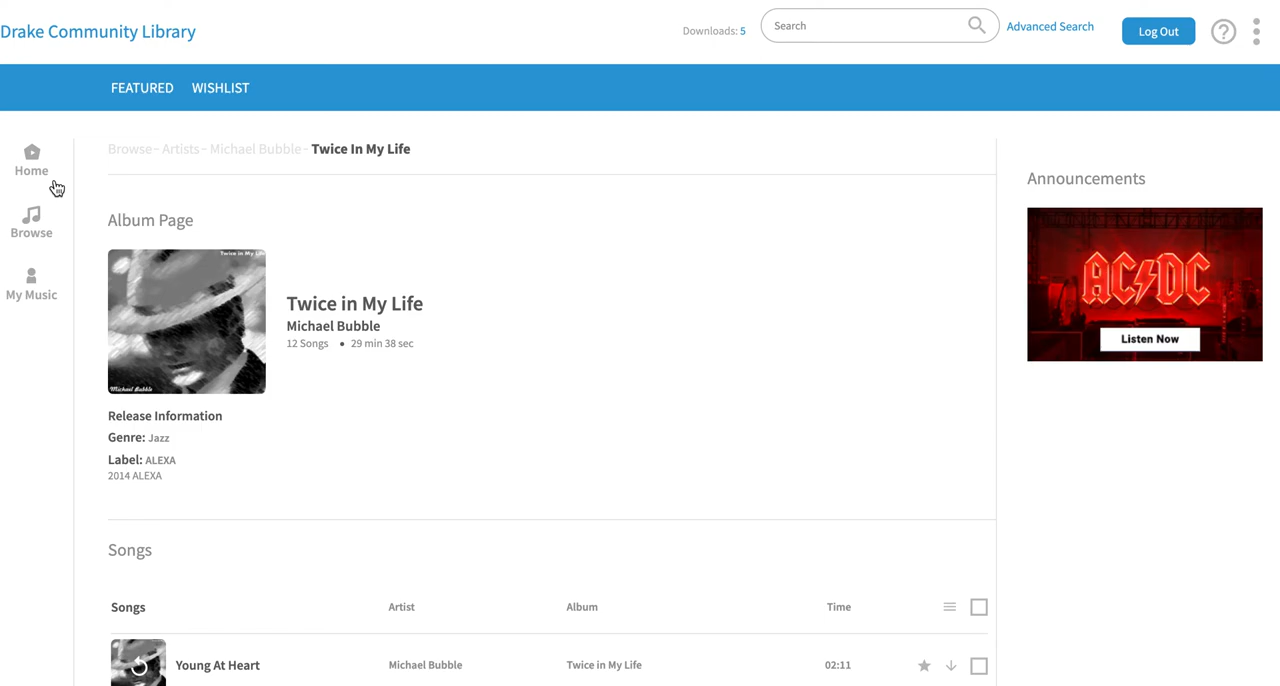 Drake Community Library
Downloads: 5
Search
Advanced Search
Log Out
?
FEATURED WISHLIST
Home
Browse
My Music
Browse- Artists - Michael Bubble - Twice In My Life
Album Page
Twice in My Life
Michael Bubble
Twice in My Life
Michael Bubble
12 Songs • 29 min 38 sec
Release Information
Genre: Jazz
Label: ALEXA
2014 ALEXA
Announcements
AC DC
Listen Now
Songs
Songs Artist Album Time
Young At Heart Michael Bubble Twice in My Life 02:11